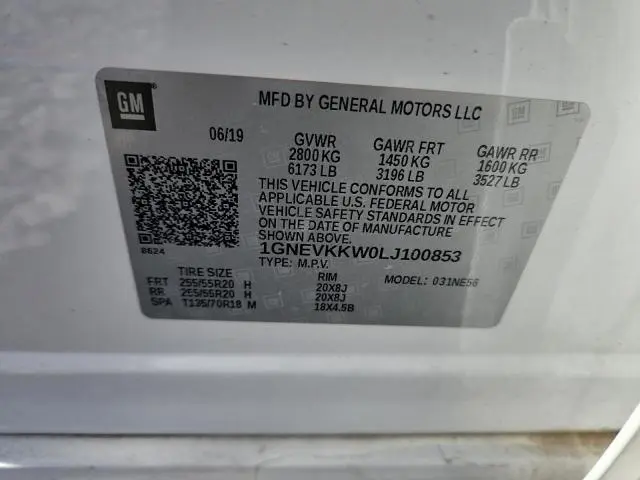 GM
MFD BY GENERAL MOTORS LLC
06/19 GVWR GAWR FRT GAWR RR
2800 KG 1450 KG 1600 KG
6173 LB 3196 LB 3527 LB
THIS VEHICLE CONFORMS TO ALL
APPLICABLE U.S. FEDERAL MOTOR
VEHICLE SAFETY STANDARDS IN EFFECT
ON THE DATE OF MANUFACTURE
SHOWN ABOVE.
8624 1GNEVKKW0LJ100853
TYPE: M.P.V.
TIRE SIZE RIM MODEL: 031NE56
FRT 255/55R20 H 20X8J
RR 255/55R20 H 20X8J
SPA T135/70R18 M 18X4.5B